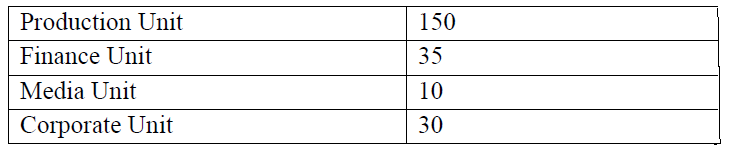 Production Unit 150
Finance Unit 35
Media Unit 10
Corporate Unit 30